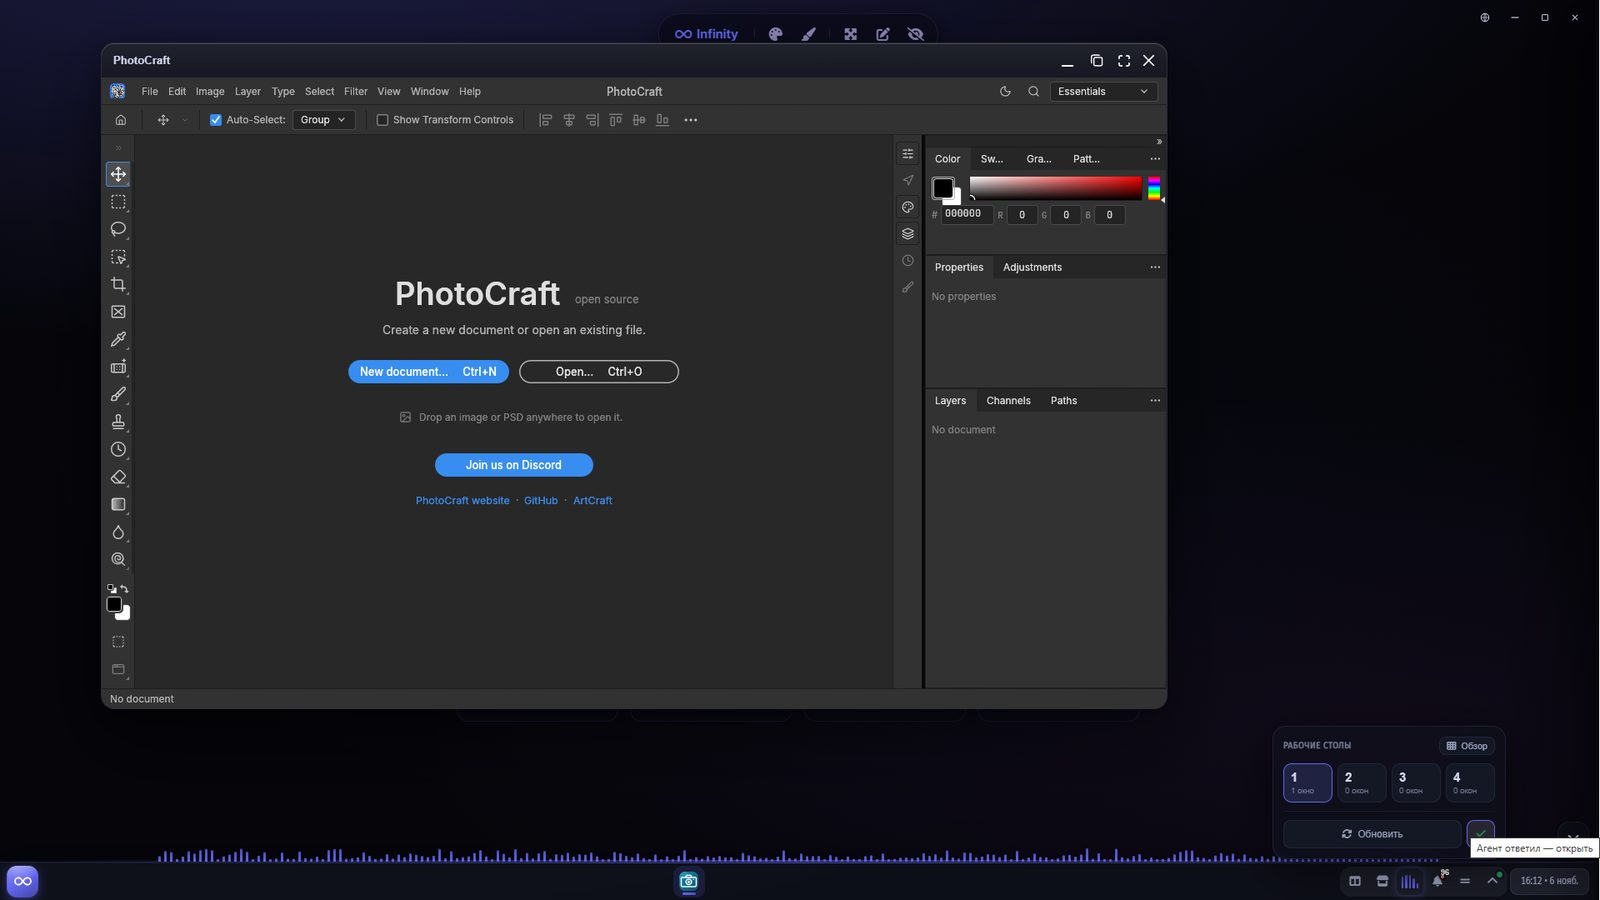 Infinity
PhotoCraft
File Edit Image Layer Type Select Filter View Window Help
PhotoCraft
Essentials
Auto-Select: Group
Show Transform Controls
Color Sw... Gra... Patt...
# 000000 R 0 G 0 B 0
Properties Adjustments
No properties
PhotoCraft open source
Create a new document or open an existing file.
New document... Ctrl+N
Open... Ctrl+O
Drop an image or PSD anywhere to open it.
Join us on Discord
PhotoCraft website · GitHub · ArtCraft
Layers Channels Paths
No document
No document
РАБОЧИЕ СТОЛЫ
Обзор
1 2 3 4
1 окно 0 окон 0 окон 0 окон
Обновить
Агент ответил — открыть
96
16:12 • 6 нояб.